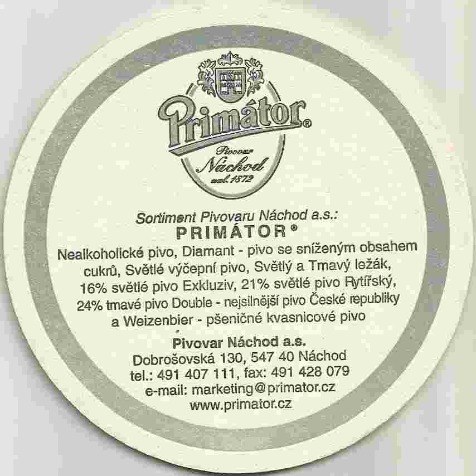 Primátor®
Pivovar
Náchod
zal. 1872
Sortiment Pivovaru Náchod a.s.:
PRIMÁTOR®
Nealkoholické pivo, Diamant - pivo se sníženým obsahem
cukrů, Světlé výčepní pivo, Světlý a Tmavý ležák,
16% světlé pivo Exkluziv, 21% světlé pivo Rytířský,
24% tmavé pivo Double - nejsilnější pivo České republiky
a Weizenbier - pšeničné kvasnicové pivo
Pivovar Náchod a.s.
Dobrošovská 130, 547 40 Náchod
tel.: 491 407 111, fax: 491 428 079
e-mail: marketing@primator.cz
www.primator.cz